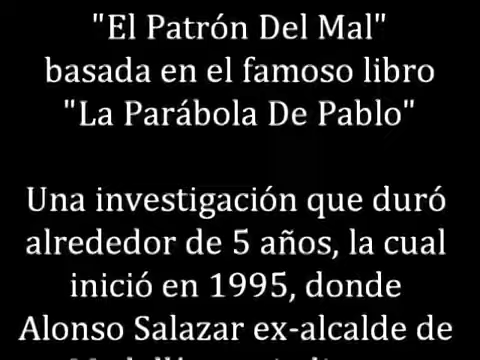 "El Patrón Del Mal"
basada en el famoso libro
"La Parábola De Pablo"
Una investigación que duró
alrededor de 5 años, la cual
inició en 1995, donde
Alonso Salazar ex-alcalde de